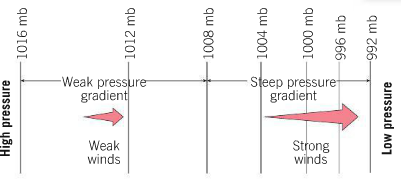 1016 mb
1012 mb
1008 mb
1004 mb
1000 mb
996 mb
992 mb
High pressure
Weak pressure
gradient
Steep pressure
gradient
Low pressure
Weak
winds
Strong
winds